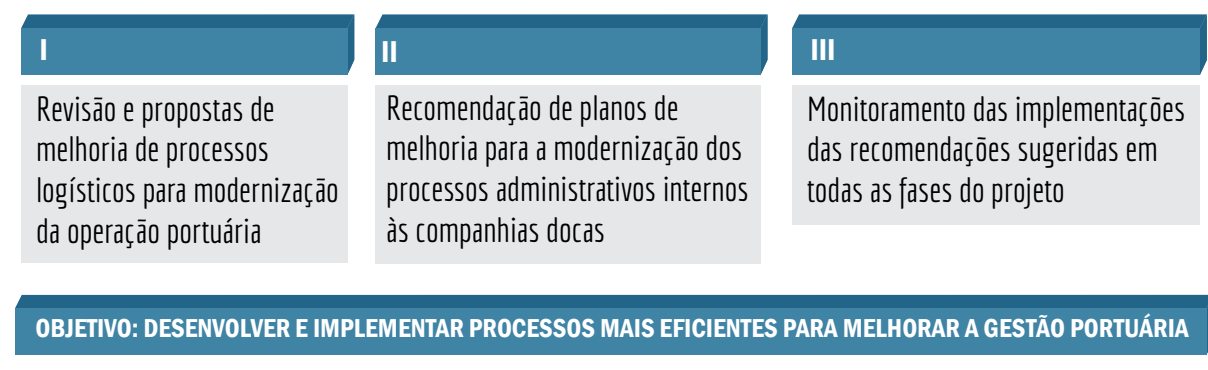 I
Revisão e propostas de
melhoria de processos
logísticos para modernização
da operação portuária
II
Recomendação de planos de
melhoria para a modernização dos
processos administrativos internos
às companhias docas
III
Monitoramento das implementações
das recomendações sugeridas em
todas as fases do projeto
OBJETIVO: DESENVOLVER E IMPLEMENTAR PROCESSOS MAIS EFICIENTES PARA MELHORAR A GESTÃO PORTUÁRIA